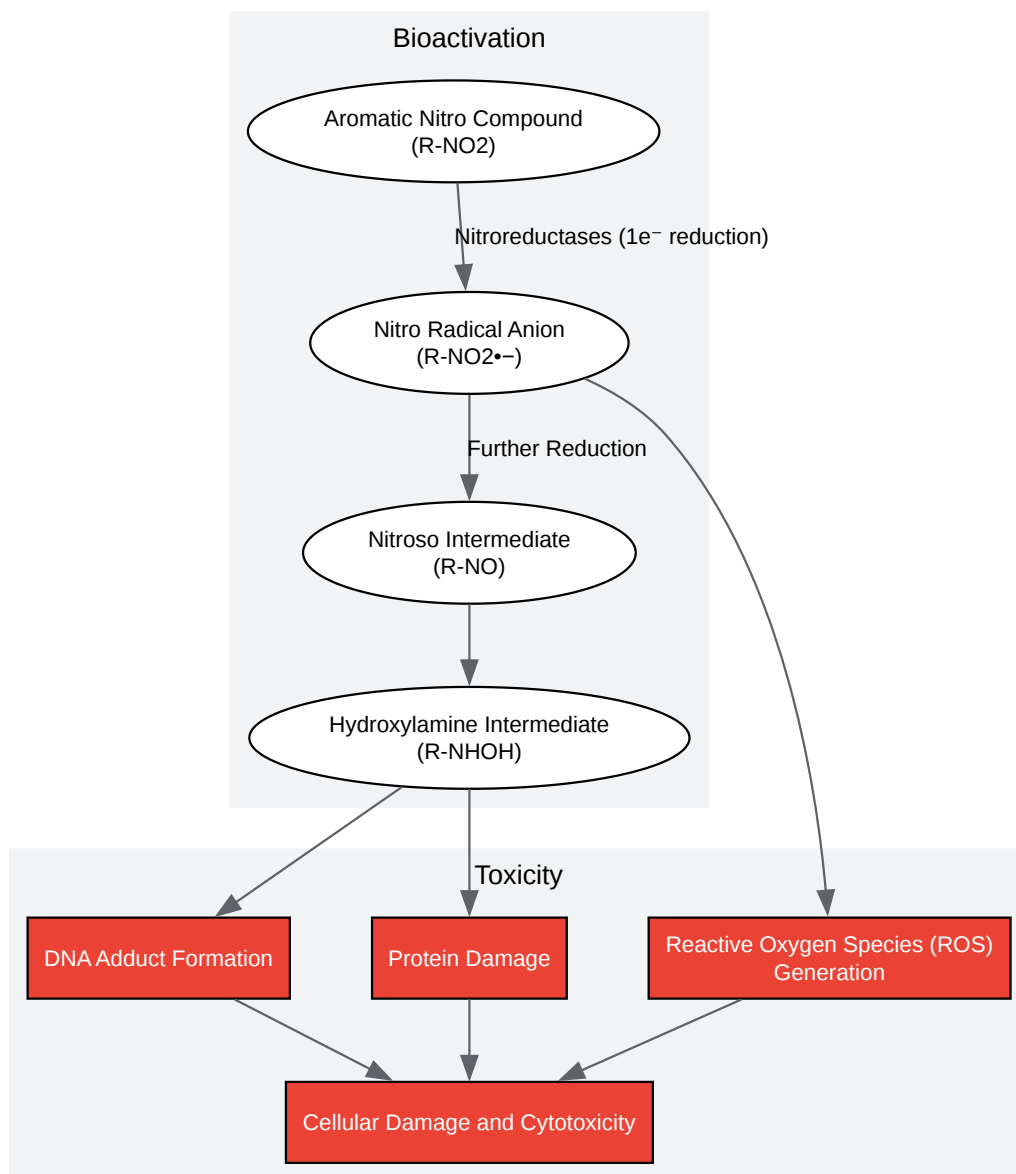 Bioactivation
Aromatic Nitro Compound
(R-NO2)
Nitroreductases (1e⁻ reduction)
Nitro Radical Anion
(R-NO2•−)
Further Reduction
Nitroso Intermediate
(R-NO)
Hydroxylamine Intermediate
(R-NHOH)
Toxicity
DNA Adduct Formation
Protein Damage
Reactive Oxygen Species (ROS)
Generation
Cellular Damage and Cytotoxicity